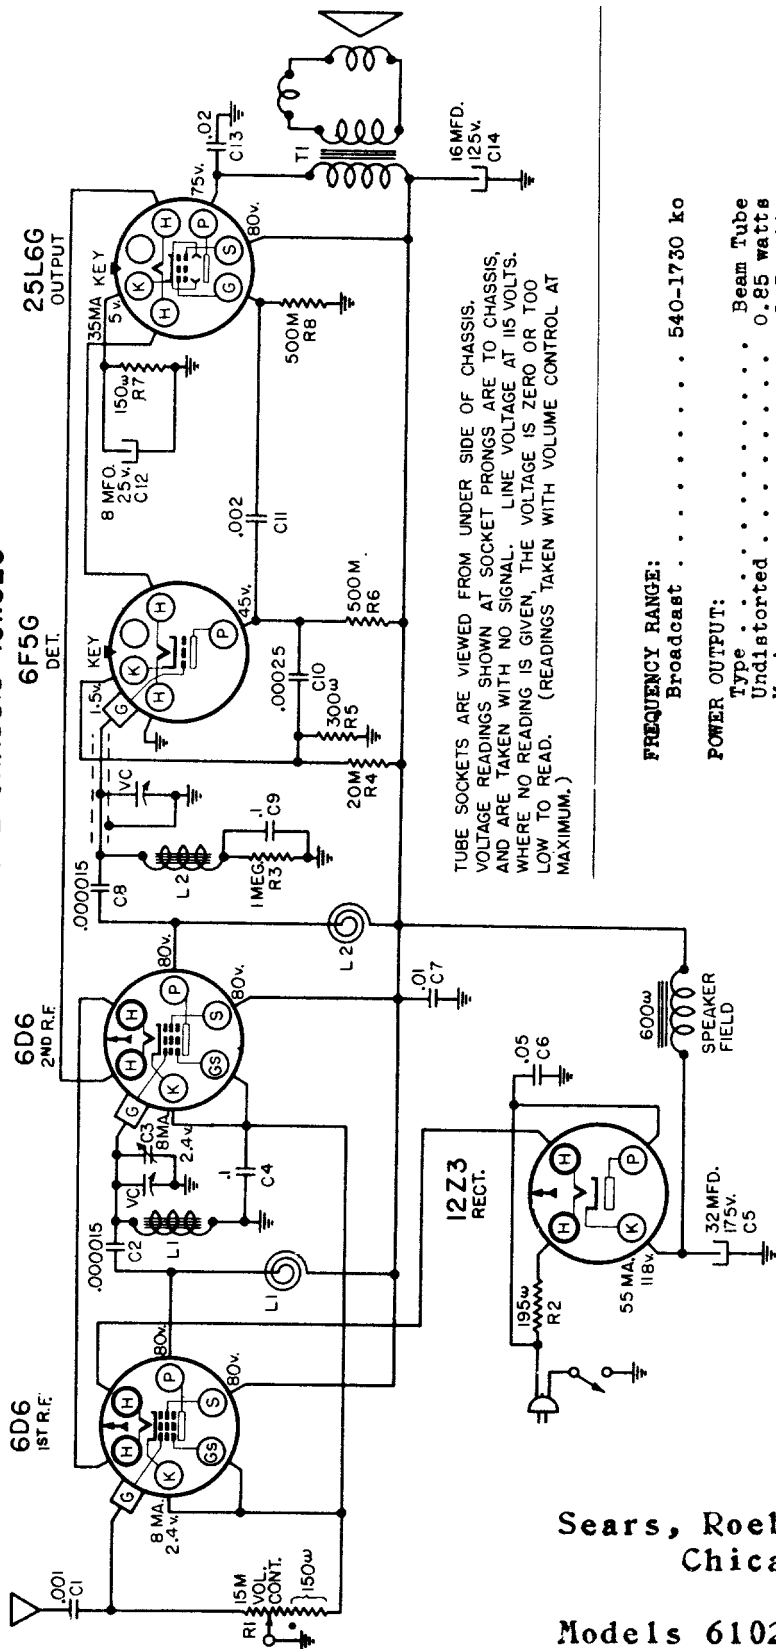 6D6
1ST R.F.
6D6
2ND R.F.
6F5G
DET.
25L6G
OUTPUT
.001
C1
G
K
H
H
P
S
GS
8 MA.
2.4v.
80v.
80v.
R1
15M
VOL.
CONT.
150ω
.000015
C2
L1
L1
VC
C3
.1
C4
G
K
H
H
P
S
GS
8MA.
2.4v.
80v.
80v.
.000015
C8
L2
L2
1MEG.
R3
.1
C9
VC
.01
C7
1.5v.
KEY
G
K
H
H
P
45v.
.00025
C10
300ω
R5
20M
R4
500M
R6
.002
C11
8 MFD.
25v.
C12
150ω
R7
35MA
5v.
KEY
K
H
H
P
S
G
75v.
80v.
500M
R8
.02
C13
T1
16MFD.
125v.
C14
12Z3
RECT.
H
H
P
K
195ω
R2
55 MA.
118v.
.05
C6
32MFD.
175v.
C5
600ω
SPEAKER
FIELD
TUBE SOCKETS ARE VIEWED FROM UNDER SIDE OF CHASSIS.
VOLTAGE READINGS SHOWN AT SOCKET PRONGS ARE TO CHASSIS,
AND ARE TAKEN WITH NO SIGNAL. LINE VOLTAGE AT 115 VOLTS.
WHERE NO READING IS GIVEN, THE VOLTAGE IS ZERO OR TOO
LOW TO READ. (READINGS TAKEN WITH VOLUME CONTROL AT
MAXIMUM.)
FREQUENCY RANGE:
Broadcast . . . . . . . . . . . . 540-1730 kc
POWER OUTPUT:
Type . . . . . . . . . . . . . . Beam Tube
Undistorted . . . . . . . . . . 0.85 watts
Sears, Roeb
Chica
Models 6102